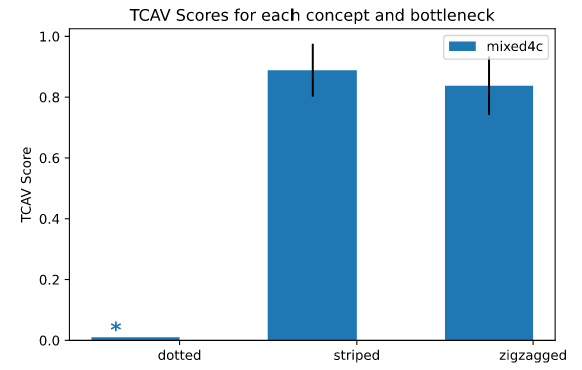 TCAV Scores for each concept and bottleneck
1.0
mixed4c
0.8
0.6
TCAV Score
0.4
0.2
*
0.0
dotted striped zigzagged